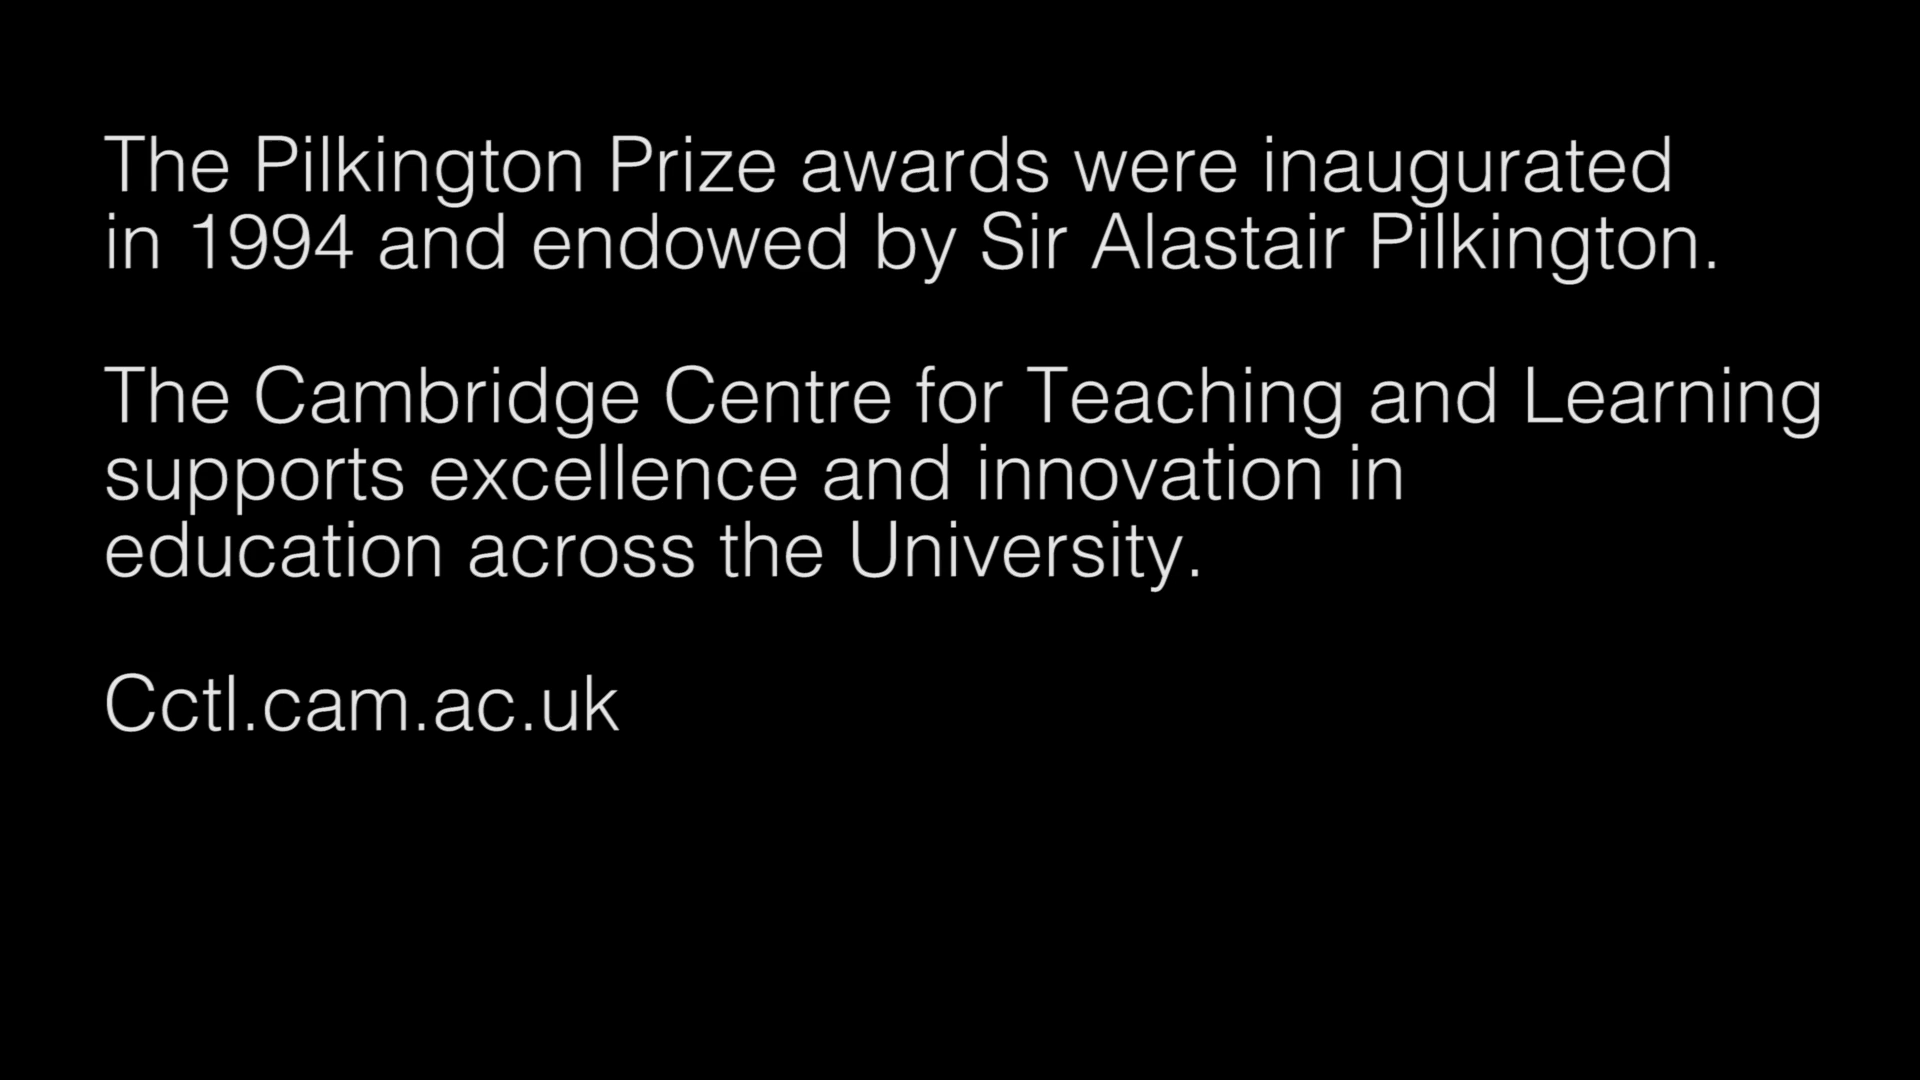 The Pilkington Prize awards were inaugurated
in 1994 and endowed by Sir Alastair Pilkington.
The Cambridge Centre for Teaching and Learning
supports excellence and innovation in
education across the University.
Cctl.cam.ac.uk